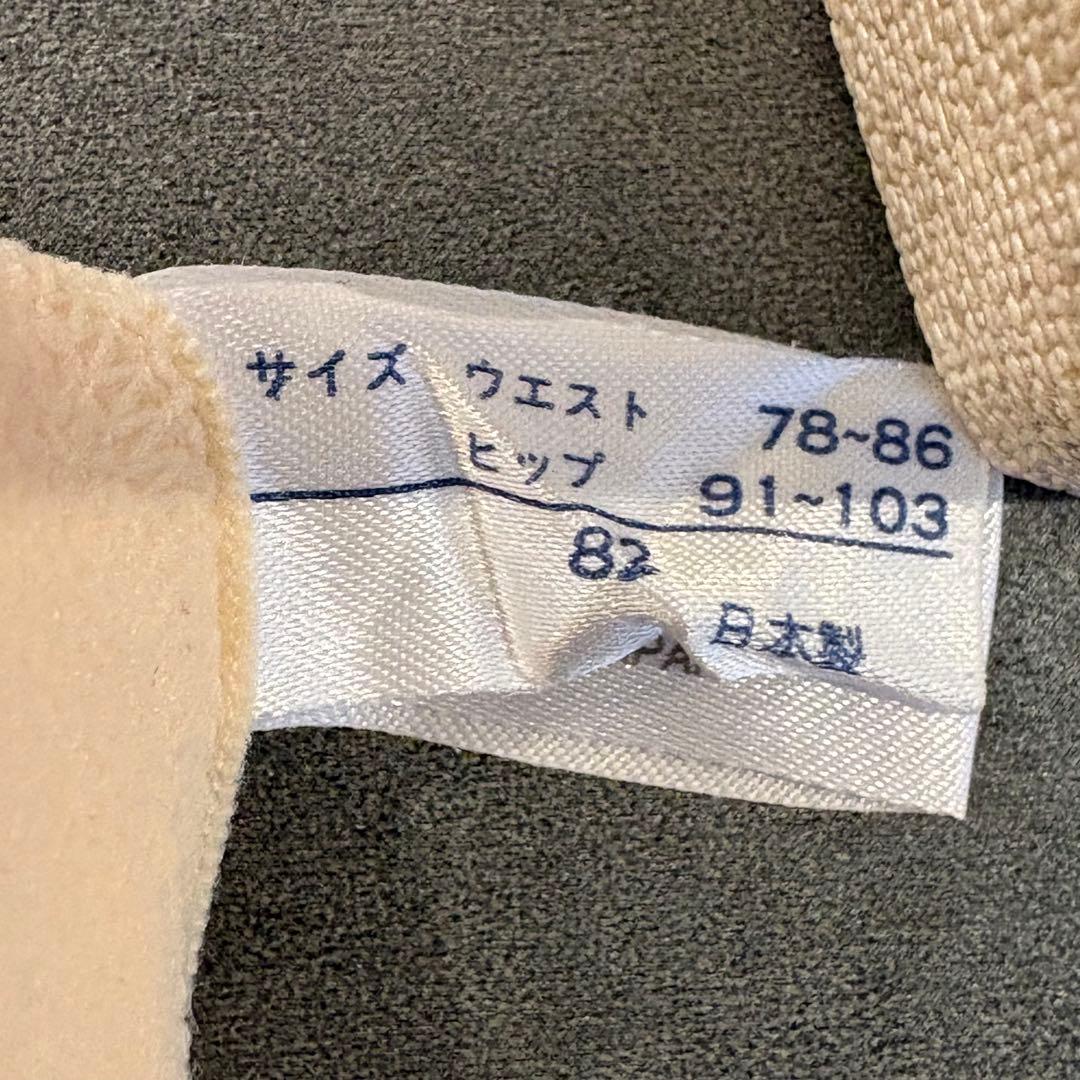 サイズ ウエスト 78~86
ヒップ 91~103
82
日本製